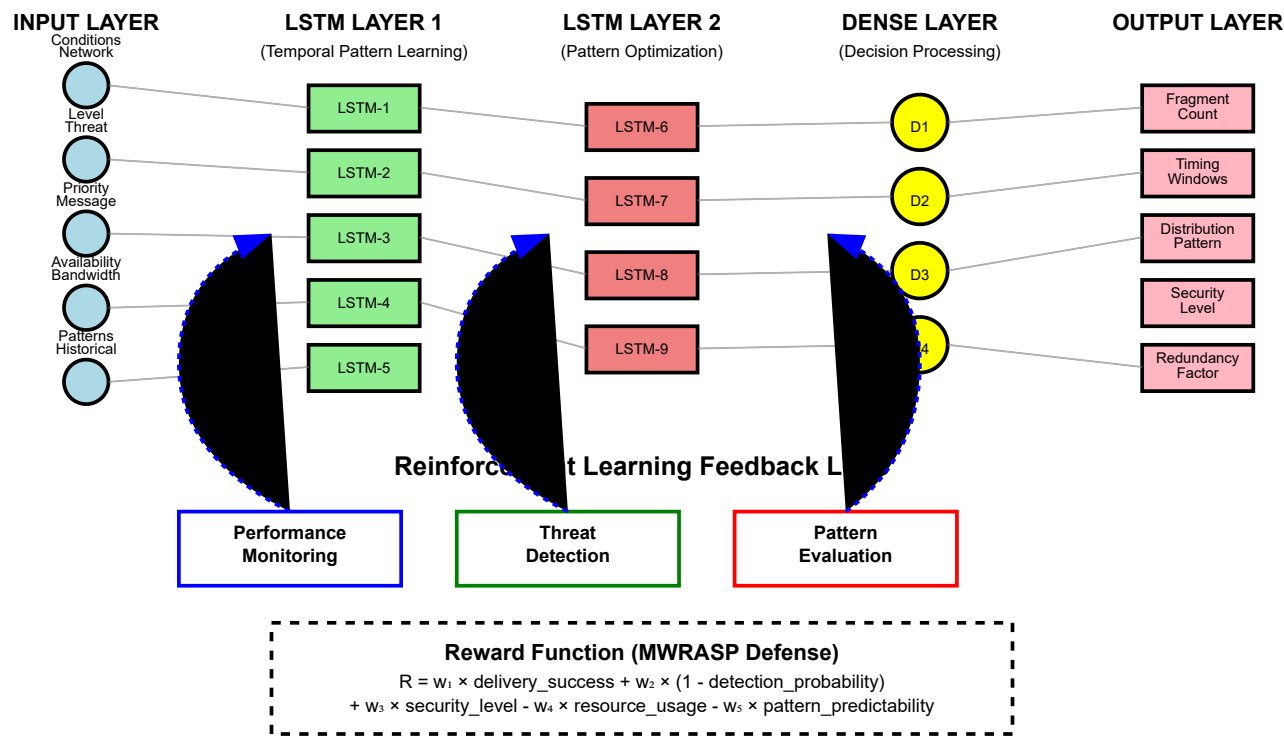 INPUT LAYER
LSTM LAYER 1
LSTM LAYER 2
DENSE LAYER
OUTPUT LAYER
(Temporal Pattern Learning)
(Pattern Optimization)
(Decision Processing)
Conditions
Network
Level
Threat
Priority
Message
Availability
Bandwidth
Patterns
Historical
LSTM-1
LSTM-2
LSTM-3
LSTM-4
LSTM-5
LSTM-6
LSTM-7
LSTM-8
LSTM-9
D1
D2
D3
4
Fragment
Count
Timing
Windows
Distribution
Pattern
Security
Level
Redundancy
Factor
Learning Feedback
Performance
Monitoring
Threat
Detection
Pattern
Evaluation
Reward Function (MWRASP Defense)
R = w₁ × delivery_success + w₂ × (1 - detection_probability)
+ w₃ × security_level - w₄ × resource_usage - w₅ × pattern_predictability